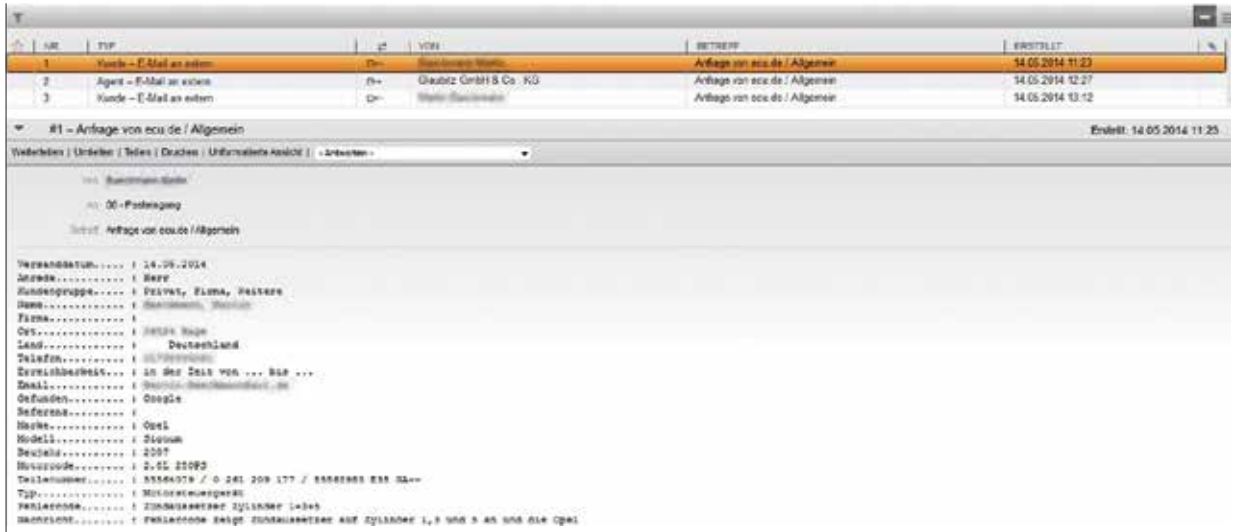 NR. TYP VON BETREFF ERSTELLT
1 Kunde – E-Mail an extern Anfrage von ecu.de / Allgemein 14.05.2014 11:23
2 Agent – E-Mail an extern Glaubitz GmbH & Co. KG Anfrage von ecu.de / Allgemein 14.05.2014 12:27
3 Kunde – E-Mail an extern Anfrage von ecu.de / Allgemein 14.05.2014 13:12
#1 – Anfrage von ecu.de / Allgemein Erstellt: 14.05.2014 11:23
Weiterleiten | Umleiten | Teilen | Drucken | Unformatierte Ansicht | - Antworten -
Von:
An: 00 - Posteingang
Betreff: Anfrage von ecu.de / Allgemein
Versanddatum..... : 14.05.2014
Anrede........... : Herr
Kundengruppe..... : Privat, Firma, Weitere
Name............. :
Firma............ :
Ort.............. :
Land............. : Deutschland
Telefon.......... :
Erreichbarkeit... : in der Zeit von ... bis ...
Email............ :
Gefunden......... : Google
Referenz......... :
Marke............ : Opel
Modell........... : Signum
Baujahr.......... : 2007
Motorcode........ : 2.8L 250PS
Teilenummer...... : / 0 261 209 177 /
Typ.............. : Motorsteuergerät
Fehlercode....... : Zündaussetzer Zylinder 1+3+5
Nachricht........ : Fehlercode zeigt Zündaussetzer auf Zylinder 1,3 und 5 an und die Opel